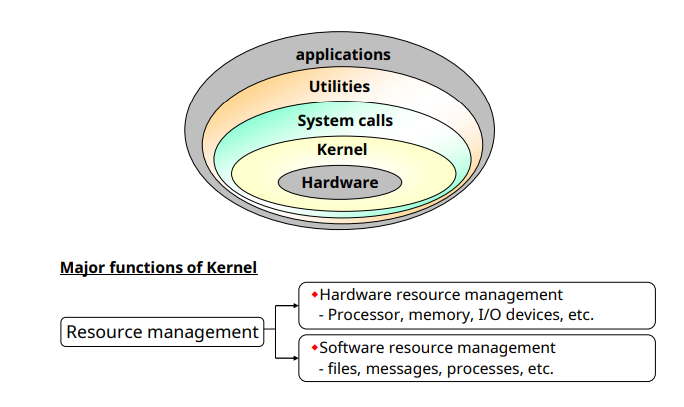 applications
Utilities
System calls
Kernel
Hardware
Major functions of Kernel
Resource management
◆Hardware resource management
- Processor, memory, I/O devices, etc.
◆Software resource management
- files, messages, processes, etc.